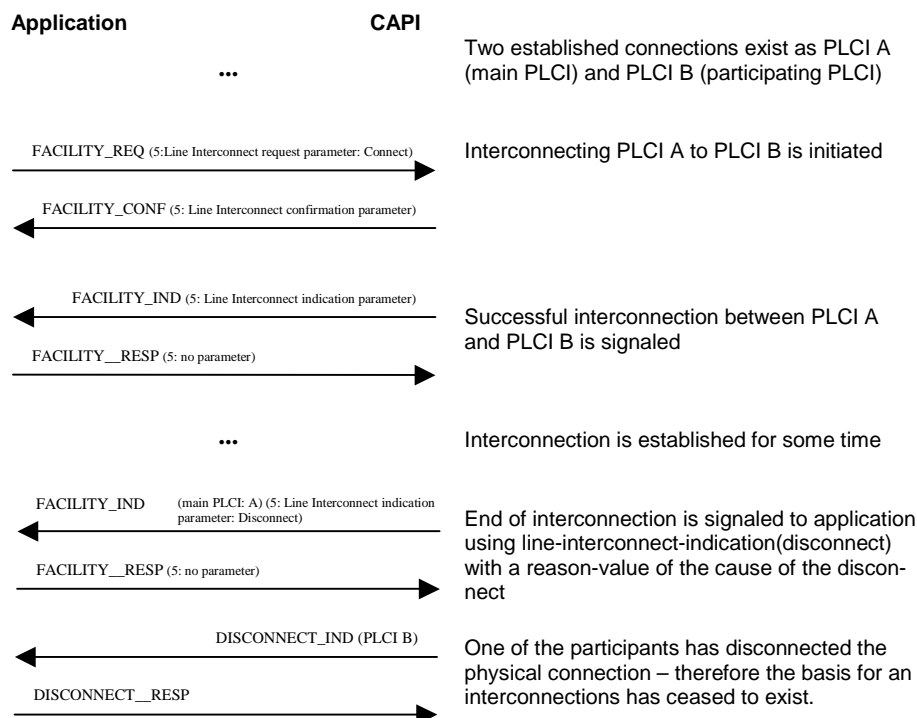 Application CAPI
Two established connections exist as PLCI A
(main PLCI) and PLCI B (participating PLCI)
...
FACILITY_REQ (5:Line Interconnect request parameter: Connect)
Interconnecting PLCI A to PLCI B is initiated
FACILITY_CONF (5: Line Interconnect confirmation parameter)
FACILITY_IND (5: Line Interconnect indication parameter)
Successful interconnection between PLCI A
and PLCI B is signaled
FACILITY__RESP (5: no parameter)
...
Interconnection is established for some time
FACILITY_IND (main PLCI: A) (5: Line Interconnect indication
parameter: Disconnect)
End of interconnection is signaled to application
using line-interconnect-indication(disconnect)
with a reason-value of the cause of the discon-
nect
FACILITY__RESP (5: no parameter)
DISCONNECT_IND (PLCI B)
One of the participants has disconnected the
physical connection – therefore the basis for an
interconnections has ceased to exist.
DISCONNECT__RESP